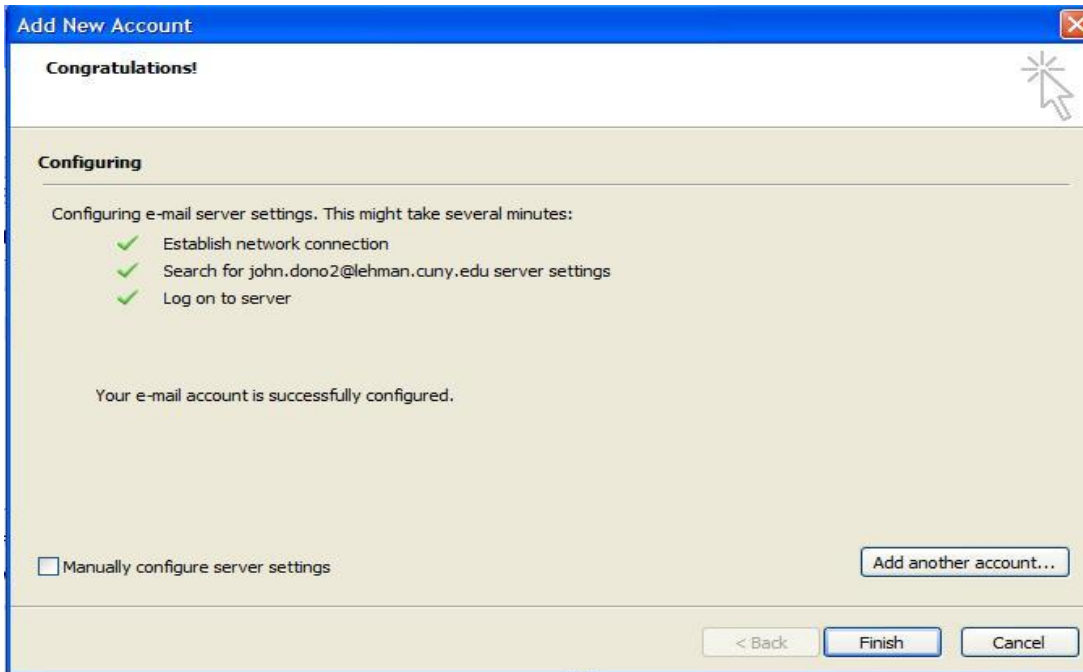 Add New Account
Congratulations!
Configuring
Configuring e-mail server settings. This might take several minutes:
Establish network connection
Search for john.dono2@lehman.cuny.edu server settings
Log on to server
Your e-mail account is successfully configured.
Manually configure server settings
Add another account...
< Back
Finish
Cancel